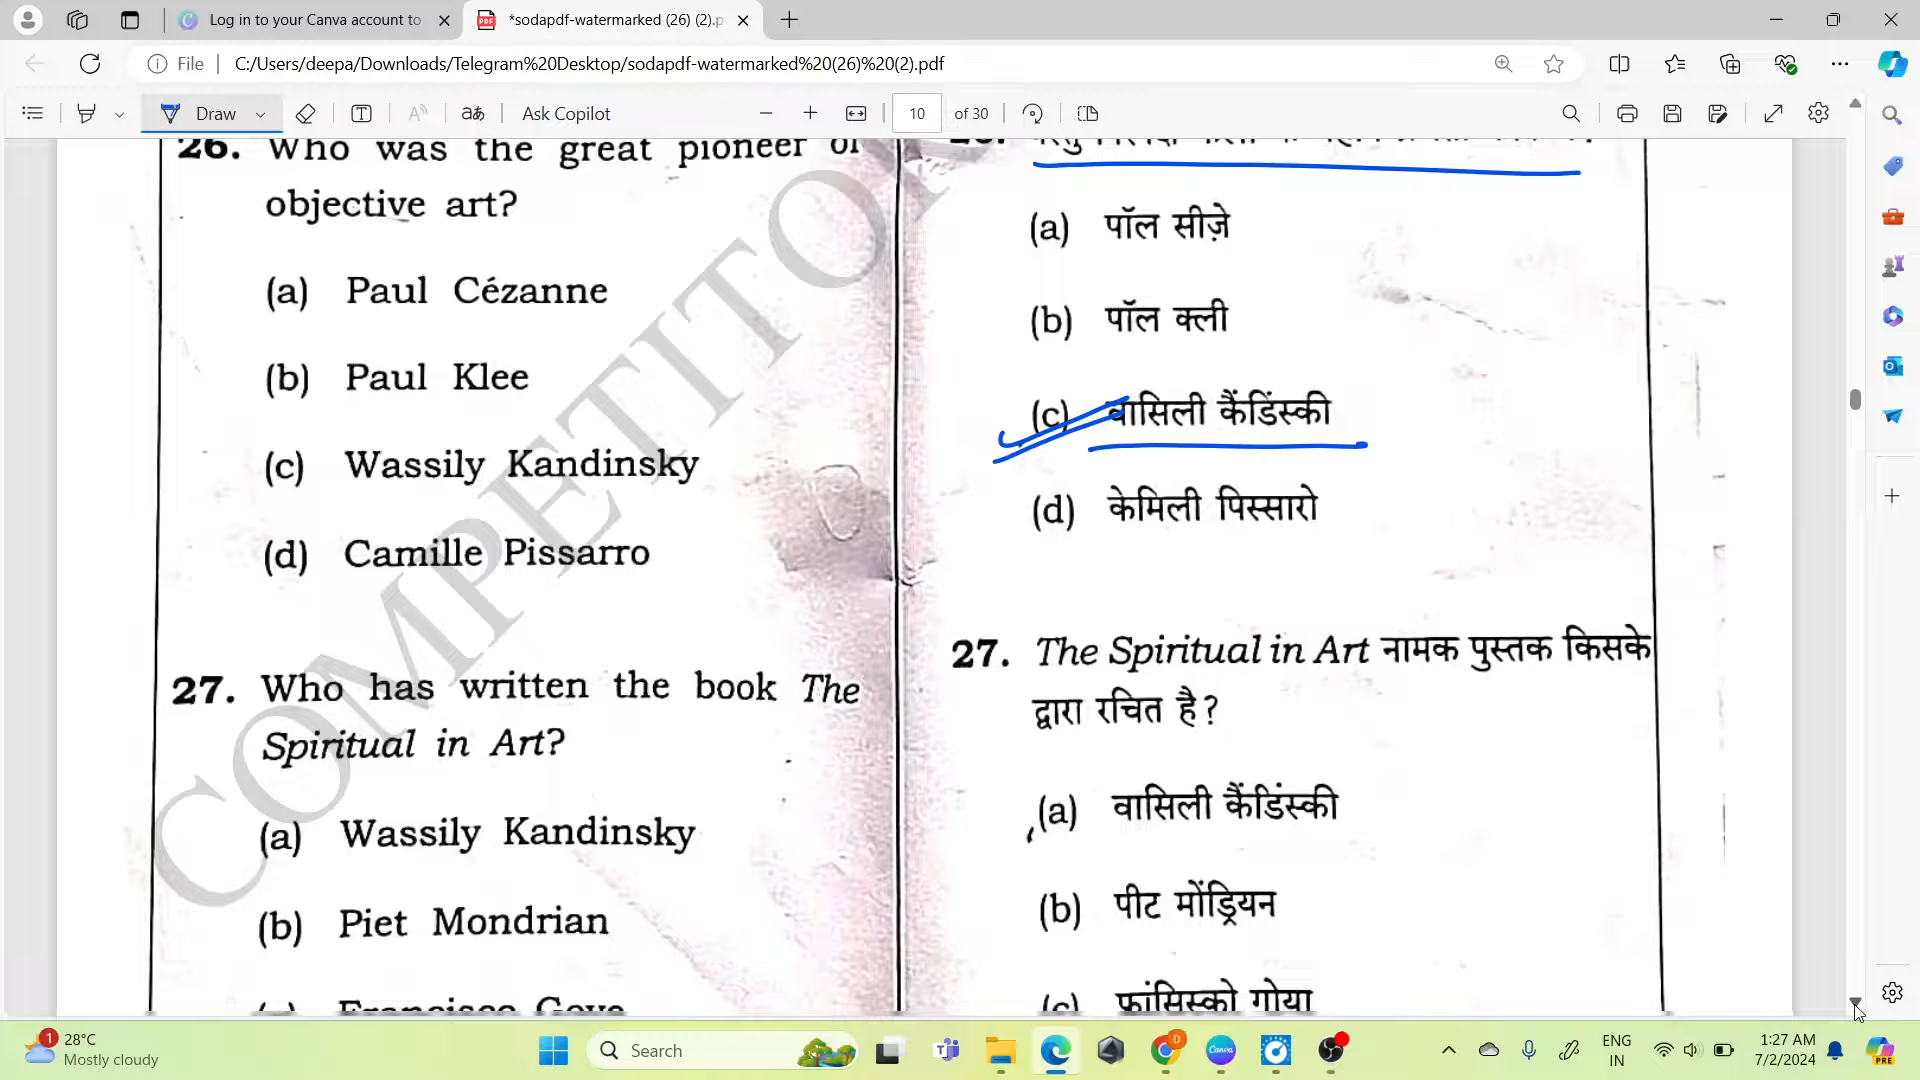 Log in to your Canva account to
*sodapdf-watermarked (26) (2).p
File
C:/Users/deepa/Downloads/Telegram%20Desktop/sodapdf-watermarked%20(26)%20(2).pdf
Draw
Ask Copilot
10 of 30
26. Who was the great pioneer of
objective art?
(a) Paul Cézanne
(b) Paul Klee
(c) Wassily Kandinsky
(d) Camille Pissarro
27. Who has written the book The
Spiritual in Art?
(a) Wassily Kandinsky
(b) Piet Mondrian
(c) Francisco Goya
(a) पॉल सीज़े
(b) पॉल क्ली
(c) वासिली कैंडिंस्की
(d) केमिली पिस्सारो
27. The Spiritual in Art नामक पुस्तक किसके
द्वारा रचित है?
(a) वासिली कैंडिंस्की
(b) पीट मोंड्रियन
(c) फ्रांसिस्को गोया
COMPETITOR
28°C
Mostly cloudy
Search
ENG
IN
1:27 AM
7/2/2024